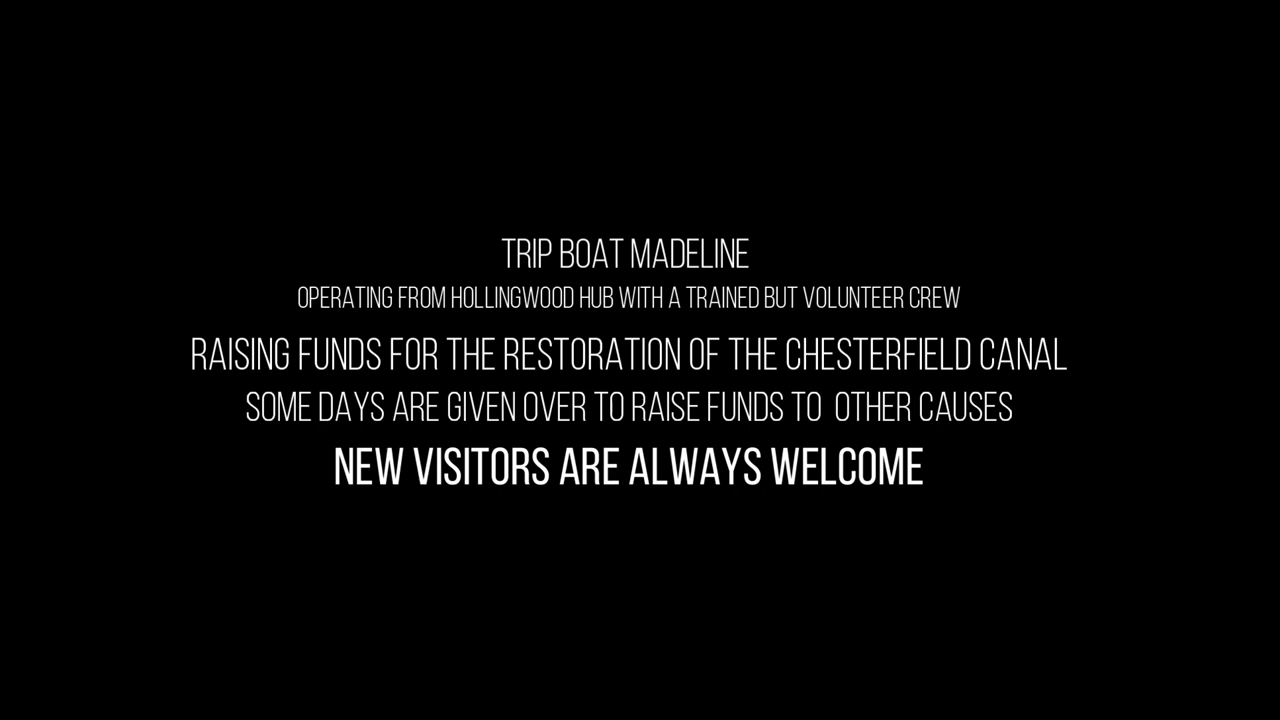 TRIP BOAT MADELINE
OPERATING FROM HOLLINGWOOD HUB WITH A TRAINED BUT VOLUNTEER CREW
RAISING FUNDS FOR THE RESTORATION OF THE CHESTERFIELD CANAL
SOME DAYS ARE GIVEN OVER TO RAISE FUNDS TO OTHER CAUSES
NEW VISITORS ARE ALWAYS WELCOME